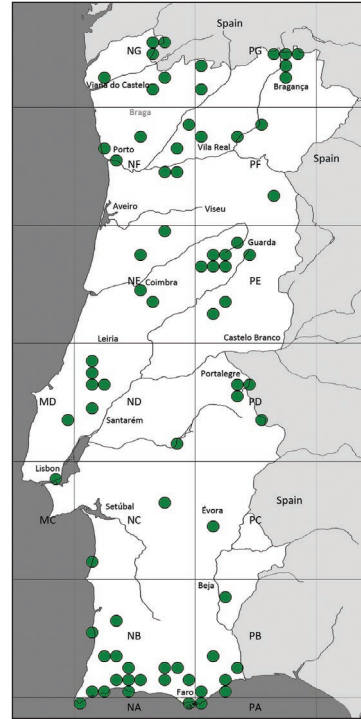 Spain
NG
PG
Viana do Castelo
Bragança
Braga
Vila Real
Porto
NF
PF
Spain
Aveiro
Viseu
Guarda
NE
Coimbra
PE
Leiria
Castelo Branco
Portalegre
MD
ND
PD
Santarém
Lisbon
Setúbal
Évora
Spain
MC
NC
PC
Beja
NB
PB
Faro
NA
PA